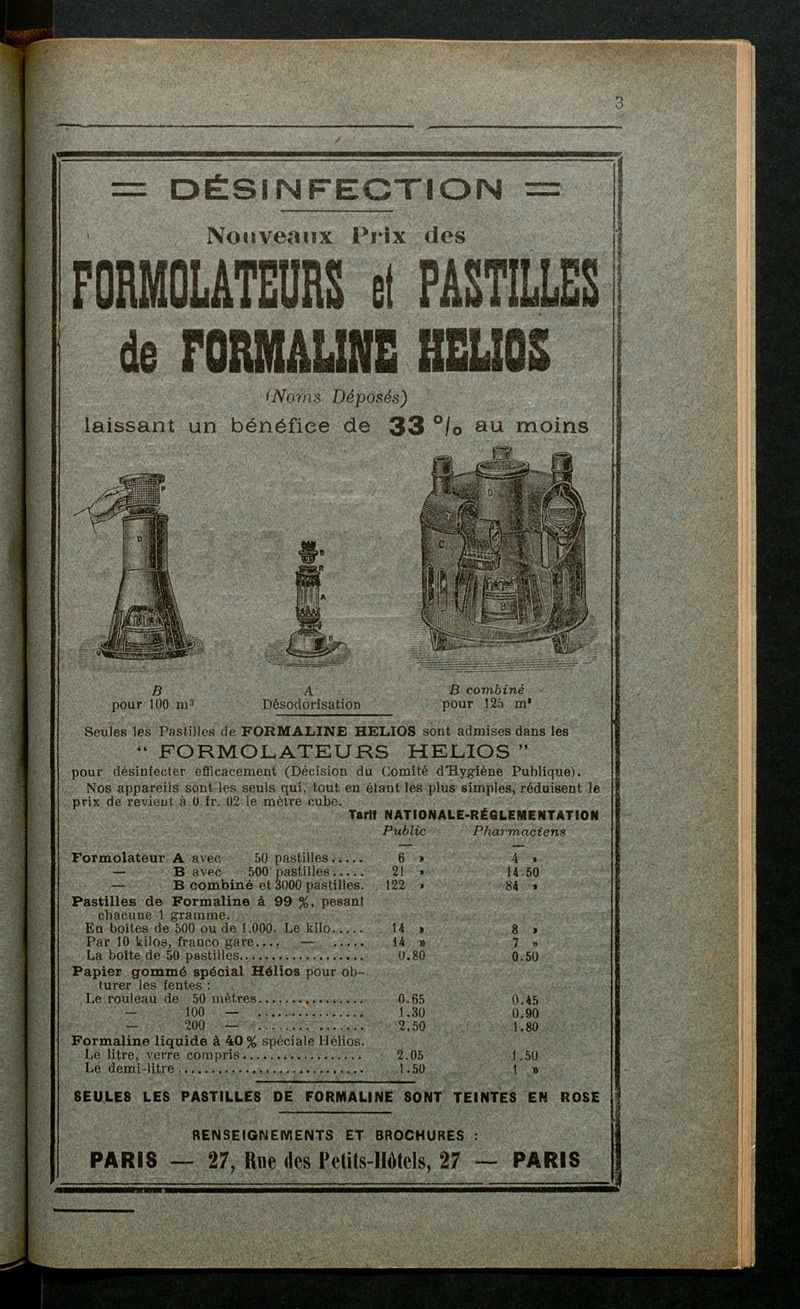 3
= DÉSINFECTION =
Nouveaux Prix des
FORMOLATEURS et PASTILLES
de FORMALINE HELIOS
(Noms Déposés)
laissant un bénéfice de 33 % au moins
B
pour 100 m³
A
Désodorisation
B combiné
pour 125 m³
Seules les Pastilles de FORMALINE HELIOS sont admises dans les
“ FORMOLATEURS HELIOS ”
pour désinfecter efficacement (Décision du Comité d'Hygiène Publique).
Nos appareils sont les seuls qui, tout en étant les plus simples, réduisent le
prix de revient à 0 fr. 02 le mètre cube.
Tarif NATIONALE-RÉGLEMENTATION
Public Pharmaciens
— —
Formolateur A avec 50 pastilles..... 6 » 4 »
— B avec 500 pastilles..... 21 » 14.50
— B combiné et 3000 pastilles. 122 » 84 »
Pastilles de Formaline à 99 %, pesant
chacune 1 gramme.
En boîtes de 500 ou de 1.000. Le kilo..... 14 » 8 »
Par 10 kilos, franco gare.... — ...... 14 » 7 »
La boîte de 50 pastilles................... 0.80 0.50
Papier gommé spécial Hélios pour ob-
turer les fentes :
Le rouleau de 50 mètres................ 0.65 0.45
— 100 — ................ 1.30 0.90
— 200 — ................ 2.50 1.80
Formaline liquide à 40 % spéciale Hélios.
Le litre, verre compris.................. 2.05 1.50
Le demi-litre............................ 1.50 1 »
SEULES LES PASTILLES DE FORMALINE SONT TEINTES EN ROSE
RENSEIGNEMENTS ET BROCHURES :
PARIS — 27, Rue des Petits-Hôtels, 27 — PARIS